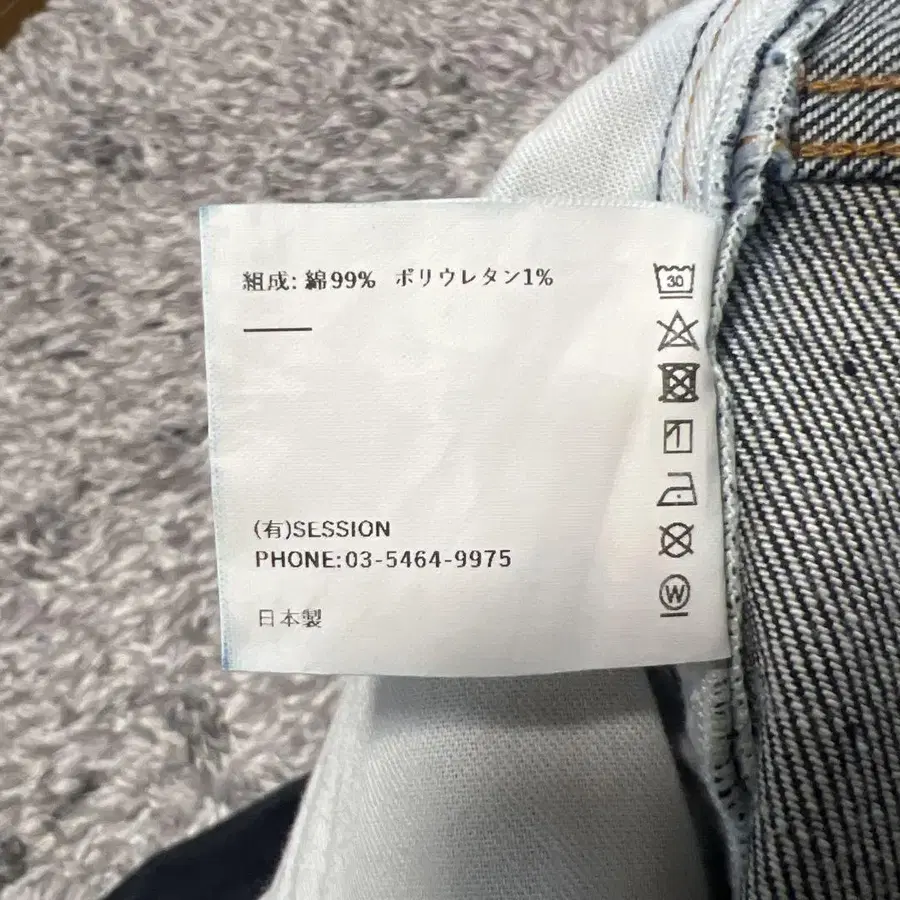 組成: 綿99% ポリウレタン1%
(有)SESSION
PHONE:03-5464-9975
日本製
30
W